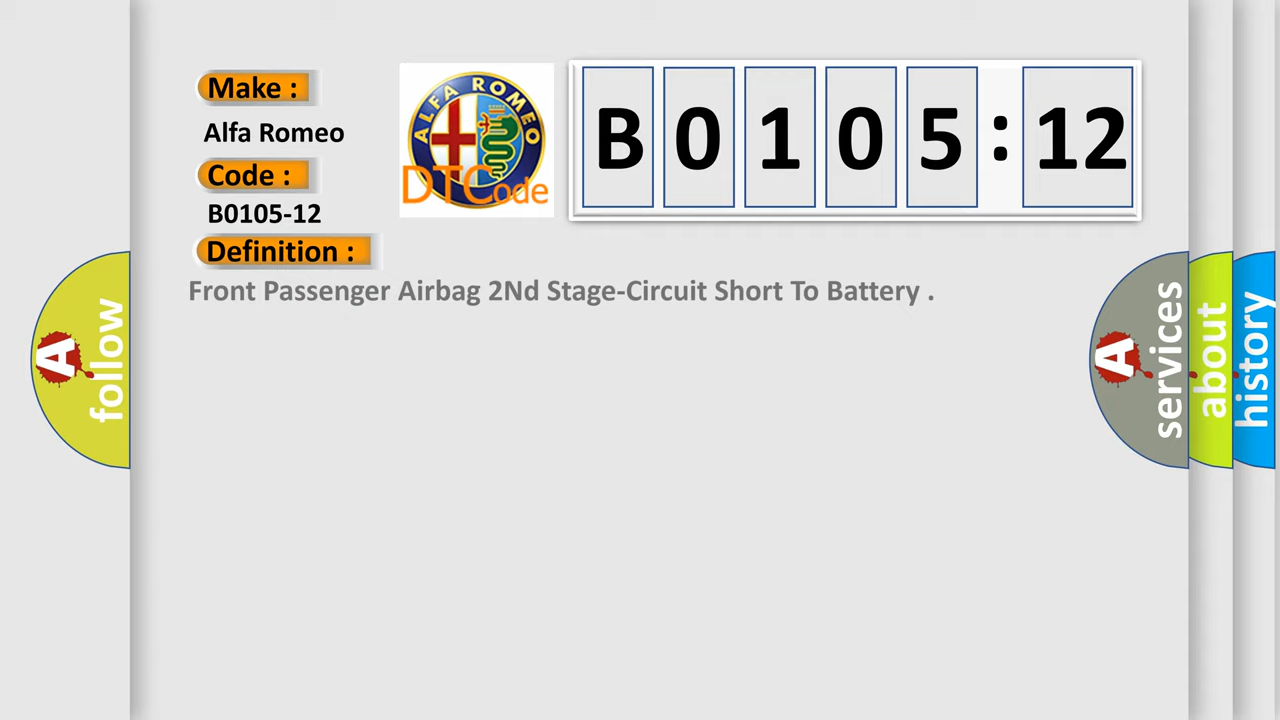 Make :
Alfa Romeo
Code :
B0105-12
Definition :
Front Passenger Airbag 2Nd Stage-Circuit Short To Battery .
ALFA ROMEO
DTCode
B0105:12
A follow
A services
about
history